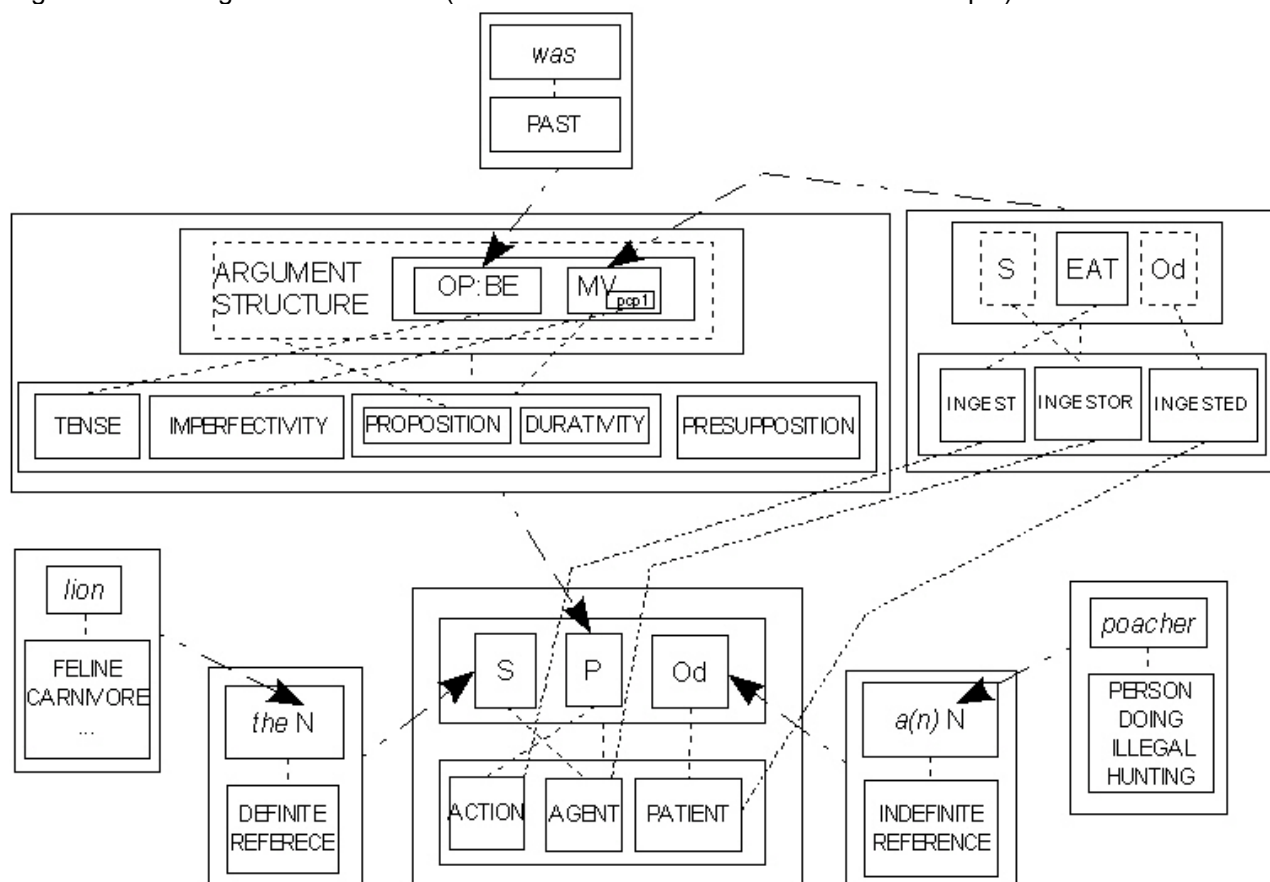 was
PAST
ARGUMENT
STRUCTURE
OP:BE
MV
pcp1
S
EAT
Od
TENSE
IMPERFECTIVITY
PROPOSITION
DURATIVITY
PRESUPPOSITION
INGEST
INGESTOR
INGESTED
lion
FELINE
CARNIVORE
...
the N
DEFINITE
REFERECE
S
P
Od
ACTION
AGENT
PATIENT
a(n) N
INDEFINITE
REFERENCE
poacher
PERSON
DOING
ILLEGAL
HUNTING